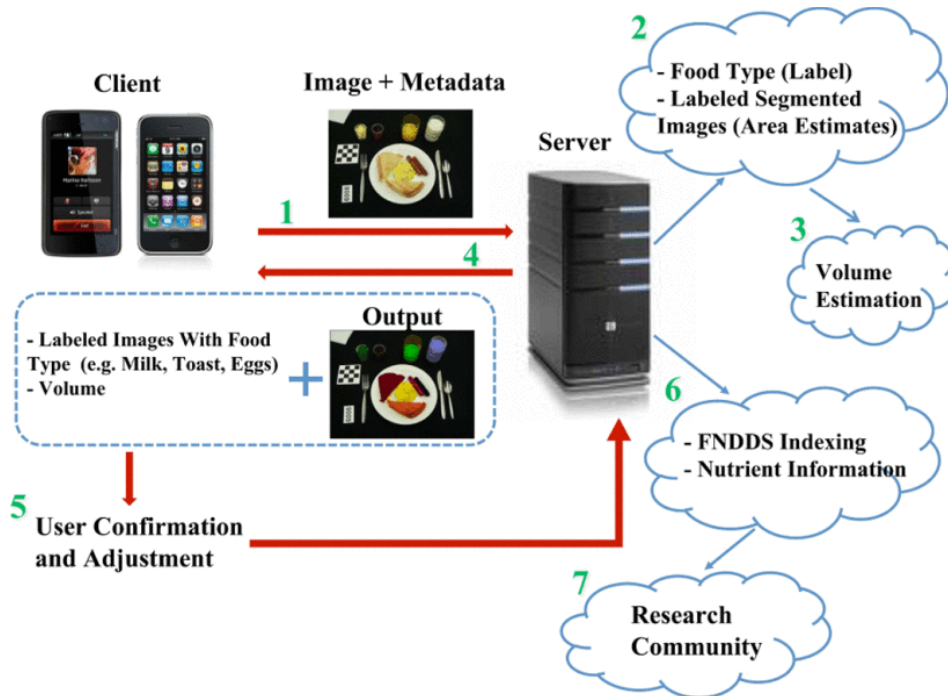 Client
Image + Metadata
1
4
Server
2
- Food Type (Label)
- Labeled Segmented
Images (Area Estimates)
3
Volume
Estimation
- Labeled Images With Food
Type (e.g. Milk, Toast, Eggs)
- Volume
+
Output
5
User Confirmation
and Adjustment
6
- FNDDS Indexing
- Nutrient Information
7
Research
Community